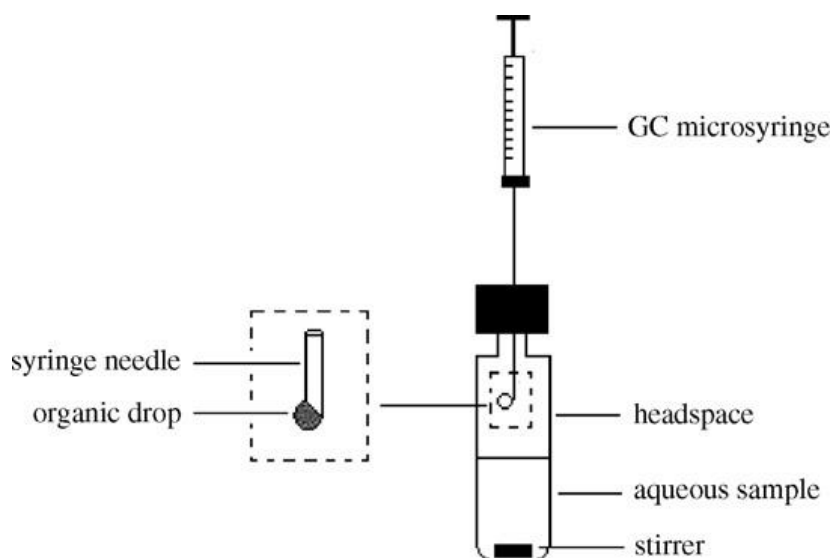 GC microsyringe
syringe needle
organic drop
headspace
aqueous sample
stirrer